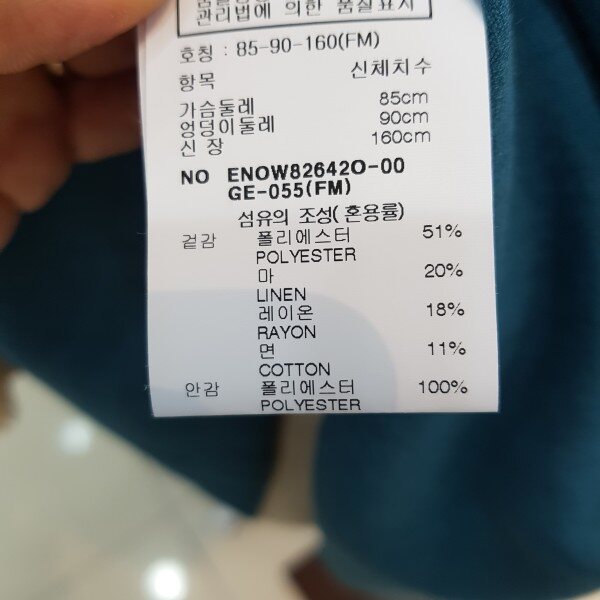 관리법에 의한 품질표시
호칭 : 85-90-160(FM)
항목 신체치수
가슴둘레 85cm
엉덩이둘레 90cm
신 장 160cm
NO ENOW82642O-00
GE-055(FM)
섬유의 조성( 혼용률)
겉감 폴리에스터 51%
POLYESTER
마 20%
LINEN
레이온 18%
RAYON
면 11%
COTTON
안감 폴리에스터 100%
POLYESTER